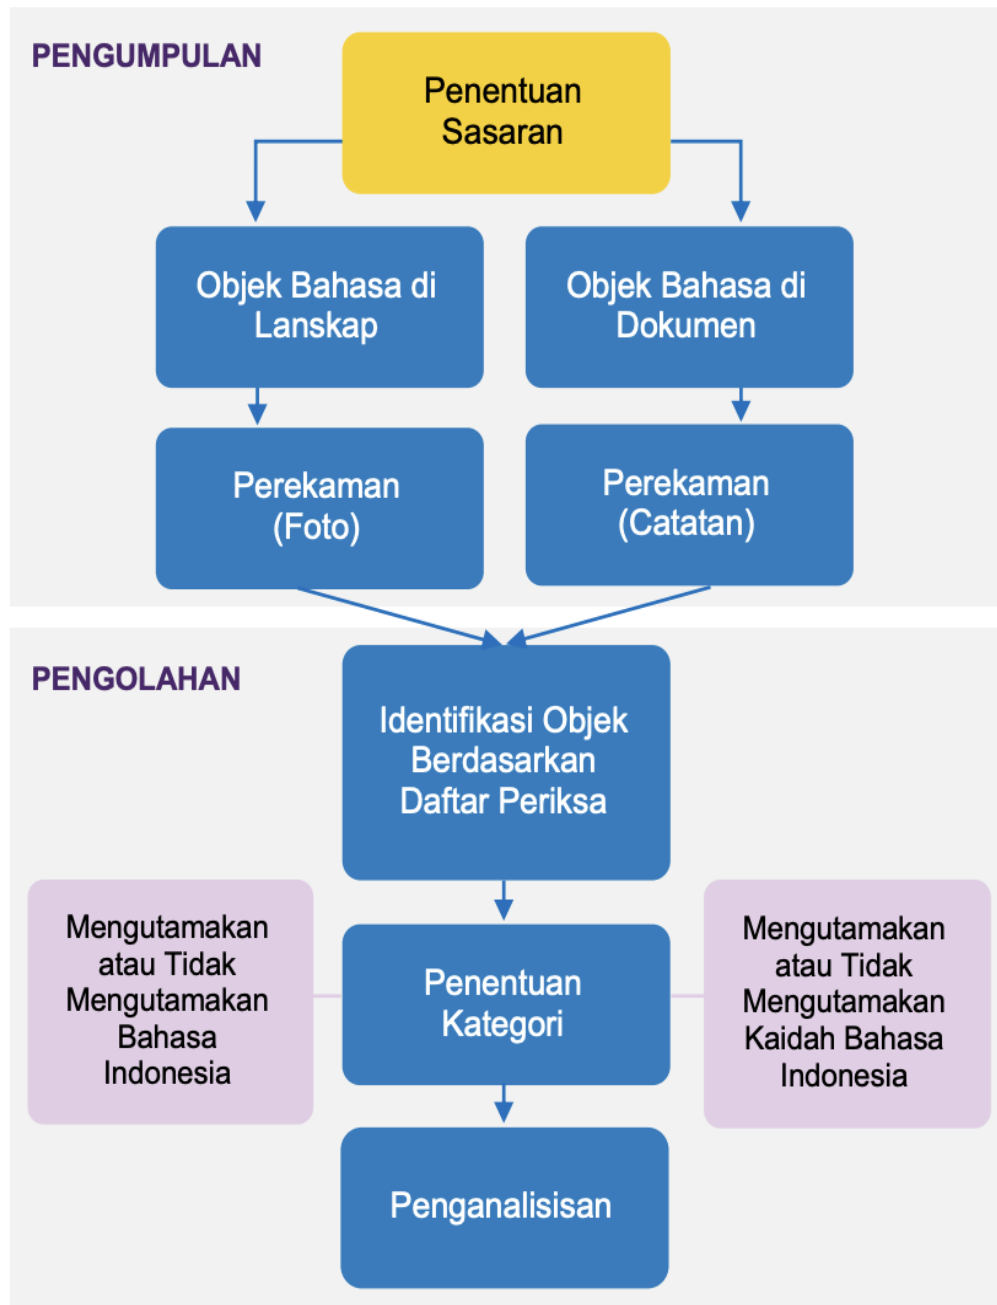 PENGUMPULAN
Penentuan
Sasaran
Objek Bahasa di
Lanskap
Objek Bahasa di
Dokumen
Perekaman
(Foto)
Perekaman
(Catatan)
PENGOLAHAN
Identifikasi Objek
Berdasarkan
Daftar Periksa
Mengutamakan
atau Tidak
Mengutamakan
Bahasa
Indonesia
Penentuan
Kategori
Mengutamakan
atau Tidak
Mengutamakan
Kaidah Bahasa
Indonesia
Penganalisisan